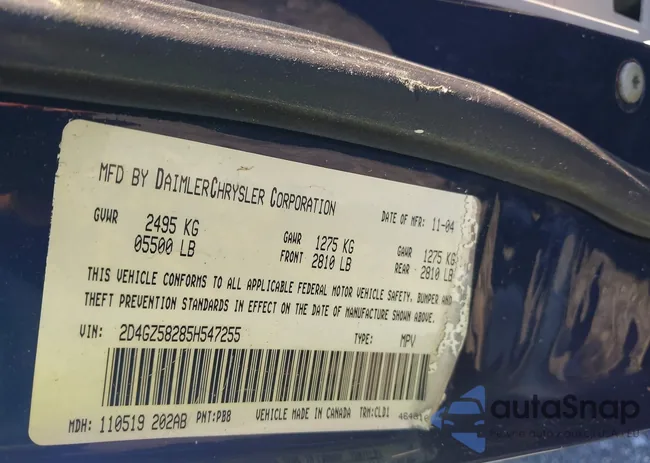 MFD BY DAIMLERCHRYSLER CORPORATION
DATE OF MFR: 11-04
GVWR 2495 KG 05500 LB
GAWR FRONT 1275 KG 2810 LB
GAWR REAR 1275 KG 2810 LB
THIS VEHICLE CONFORMS TO ALL APPLICABLE FEDERAL MOTOR VEHICLE SAFETY, BUMPER AND
THEFT PREVENTION STANDARDS IN EFFECT ON THE DATE OF MANUFACTURE SHOWN ABOVE.
VIN: 2D4GZ58285H547255 TYPE: MPV
MDH: 110519 202AB PNT:PB8 VEHICLE MADE IN CANADA TRM:CLD1
autaSnap